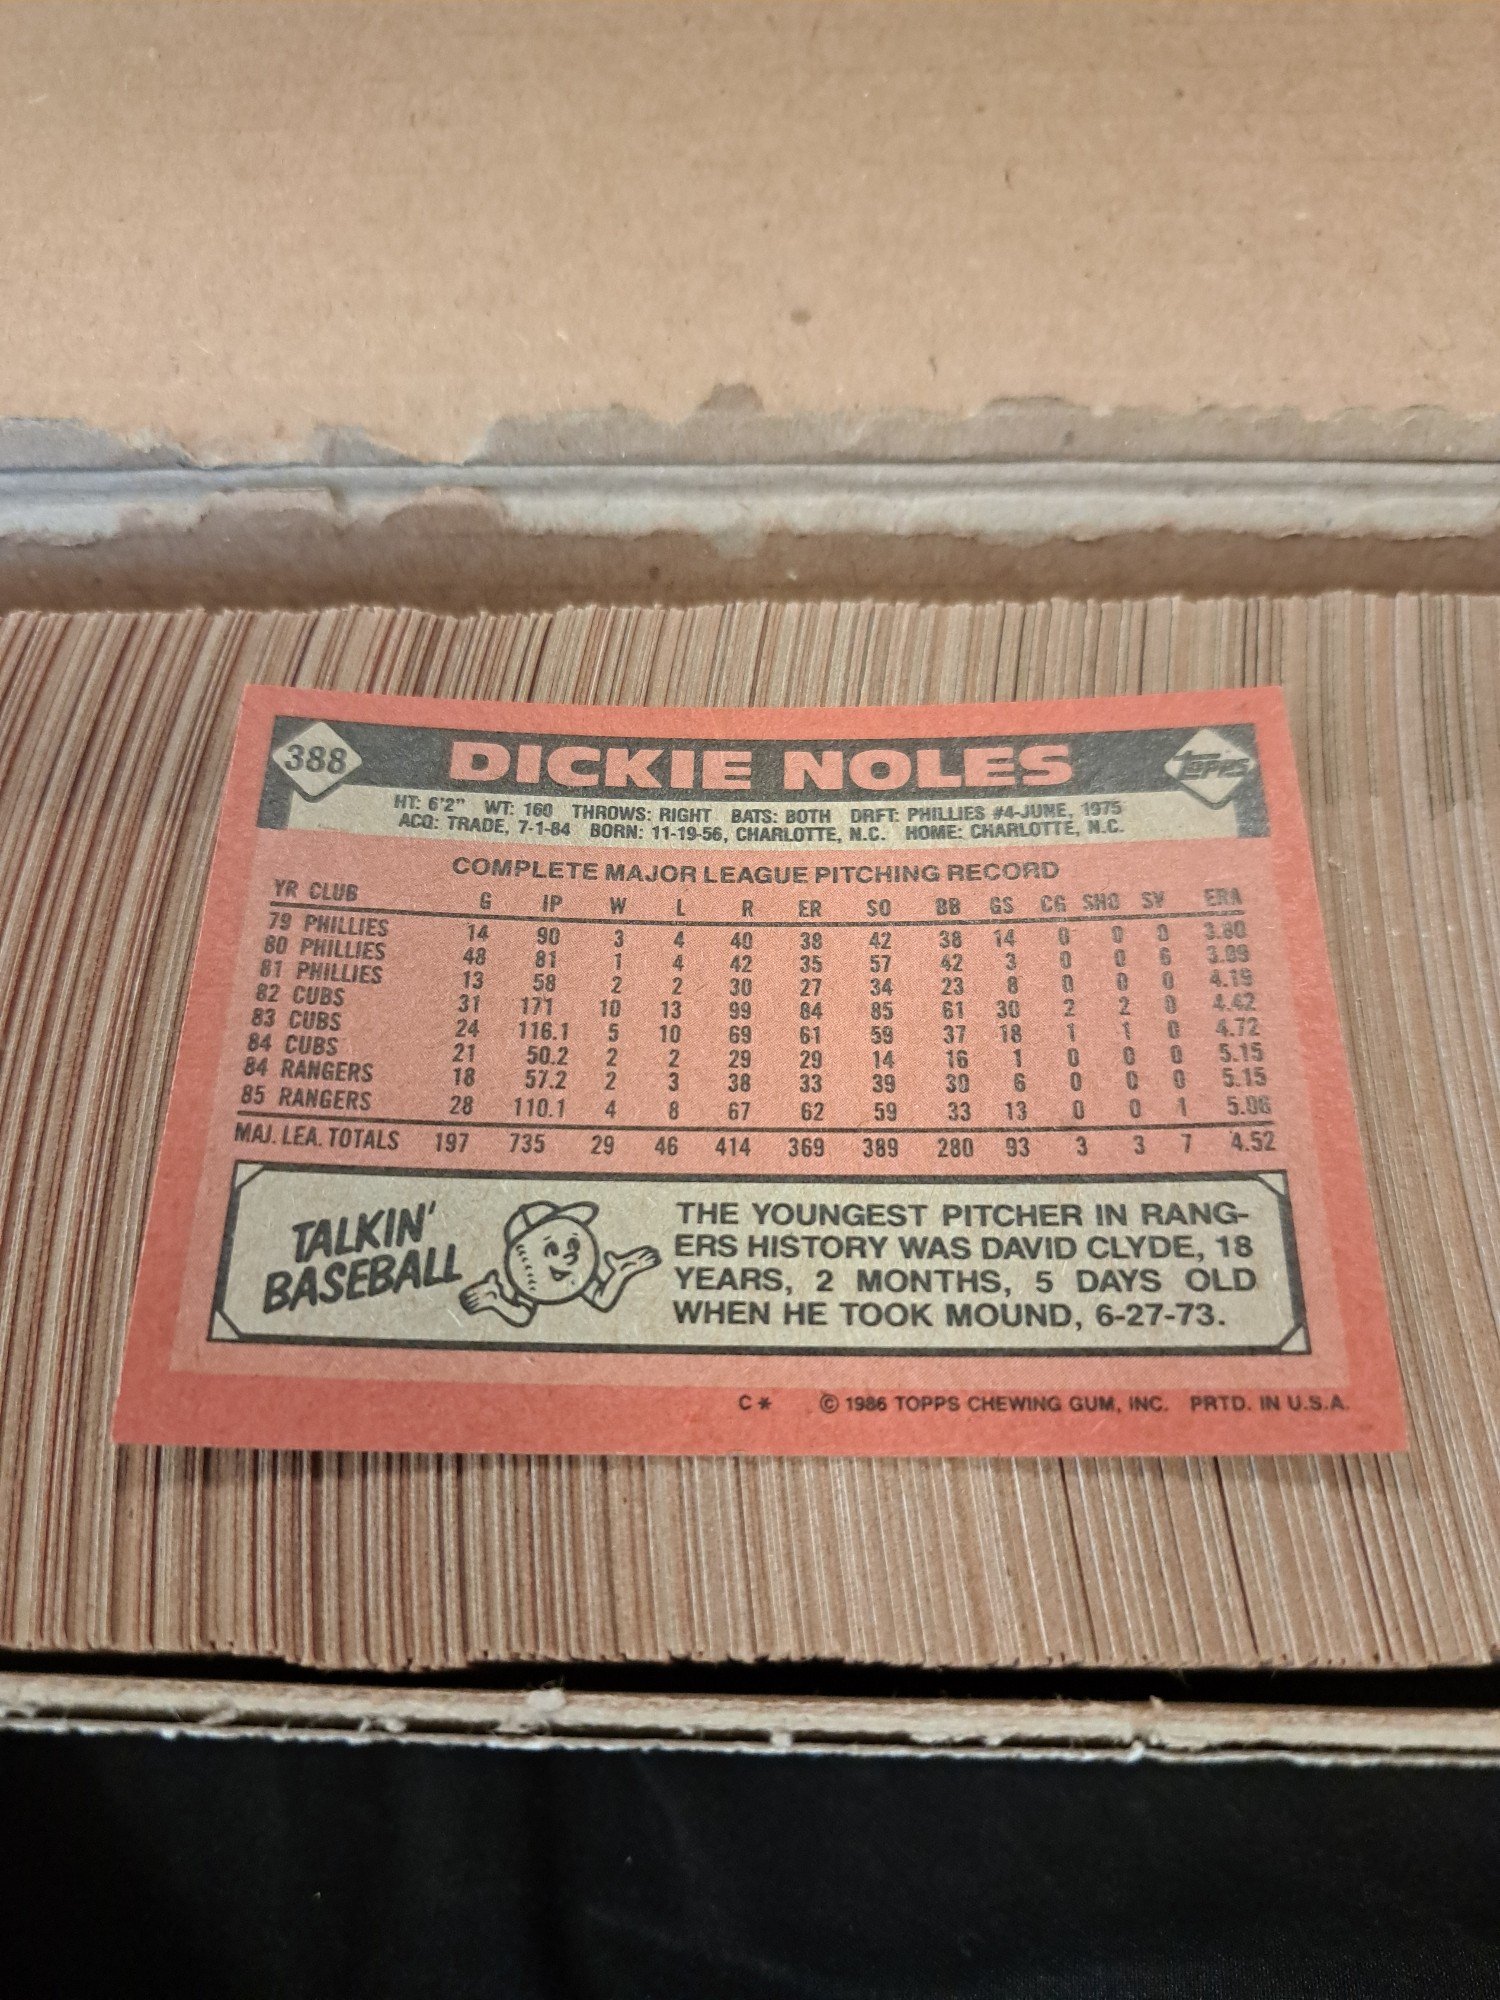 388 DICKIE NOLES Topps
HT: 6'2" WT: 160 THROWS: RIGHT BATS: BOTH DRFT: PHILLIES #4-JUNE, 1975
ACQ: TRADE, 7-1-84 BORN: 11-19-56, CHARLOTTE, N.C. HOME: CHARLOTTE, N.C.
COMPLETE MAJOR LEAGUE PITCHING RECORD
YR CLUB G IP W L R ER SO BB GS CG SHO SV ERA
79 PHILLIES 14 90 3 4 40 38 42 38 14 0 0 0 3.80
80 PHILLIES 48 81 1 4 42 35 57 42 3 0 0 6 3.89
81 PHILLIES 13 58 2 2 30 27 34 23 8 0 0 0 4.19
82 CUBS 31 171 10 13 99 84 85 61 30 2 2 0 4.42
83 CUBS 24 116.1 5 10 69 61 59 37 18 1 1 0 4.72
84 CUBS 21 50.2 2 2 29 29 14 16 1 0 0 0 5.15
84 RANGERS 18 57.2 2 3 38 33 39 30 6 0 0 0 5.15
85 RANGERS 28 110.1 4 8 67 62 59 33 13 0 0 1 5.06
MAJ. LEA. TOTALS 197 735 29 46 414 369 389 280 93 3 3 7 4.52
TALKIN'
BASEBALL
THE YOUNGEST PITCHER IN RANG-
ERS HISTORY WAS DAVID CLYDE, 18
YEARS, 2 MONTHS, 5 DAYS OLD
WHEN HE TOOK MOUND, 6-27-73.
C* © 1986 TOPPS CHEWING GUM, INC. PRTD. IN U.S.A.